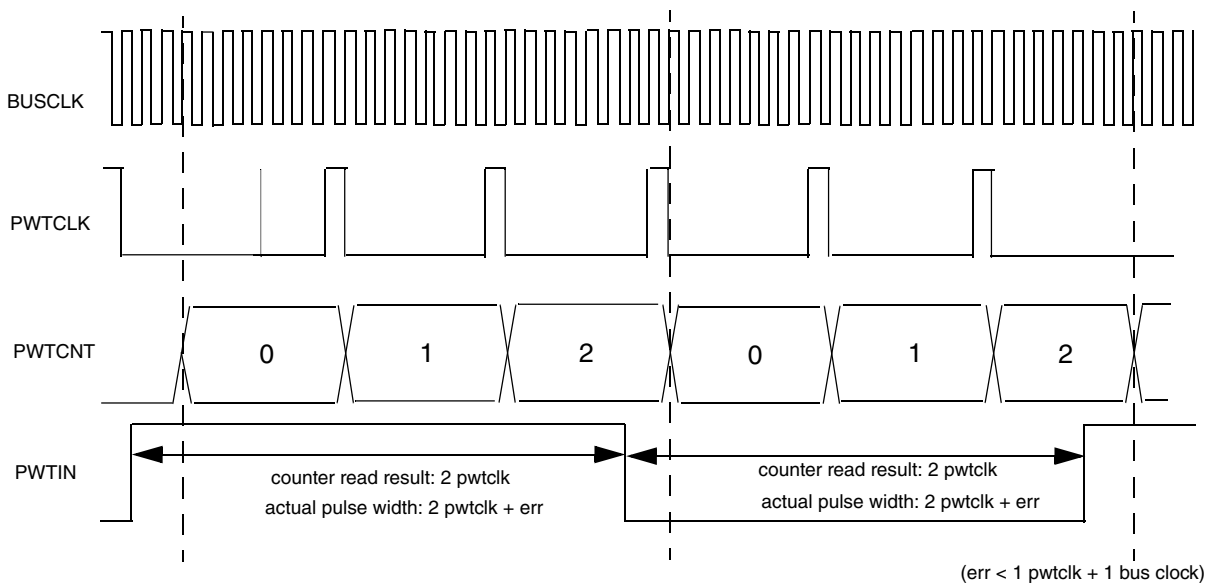 BUSCLK
PWTCLK
PWTCNT
0 1 2 0 1 2
PWTIN
counter read result: 2 pwtclk
actual pulse width: 2 pwtclk + err
counter read result: 2 pwtclk
actual pulse width: 2 pwtclk + err
(err < 1 pwtclk + 1 bus clock)